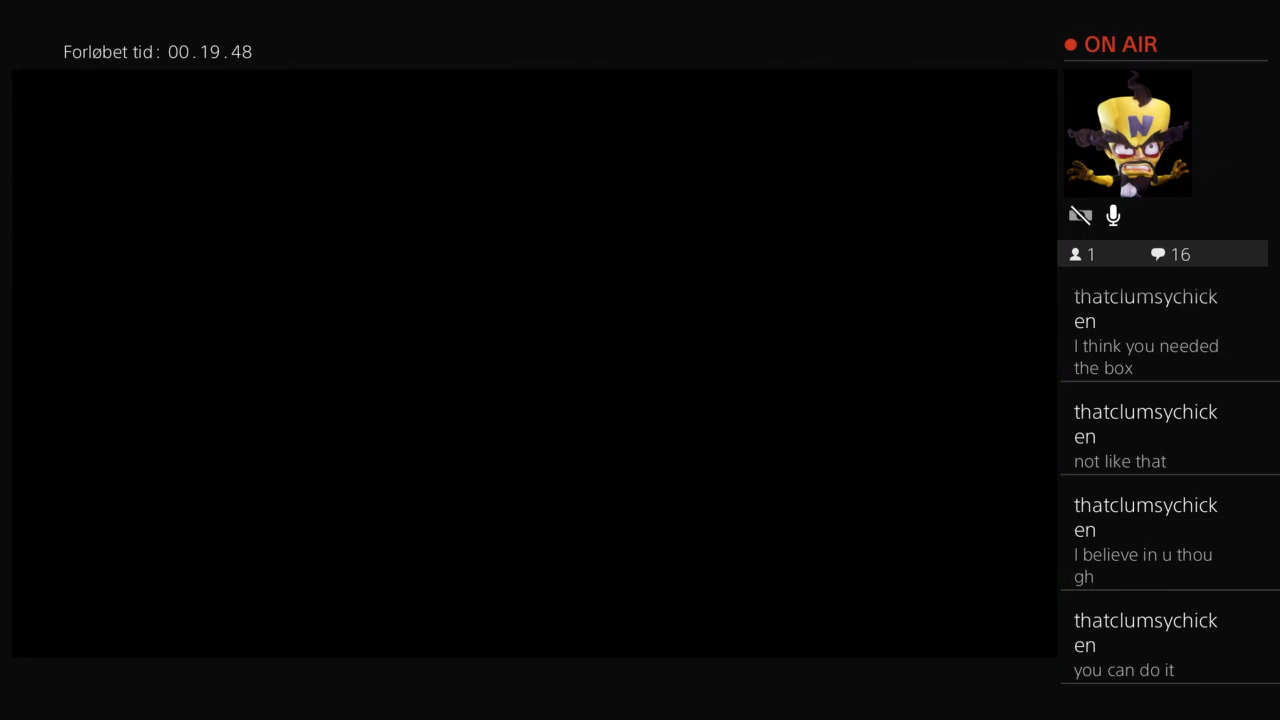 Forløbet tid: 00.19.48
ON AIR
N
1 16
thatclumsychick
en
I think you needed
the box
thatclumsychick
en
not like that
thatclumsychick
en
I believe in u thou
gh
thatclumsychick
en
you can do it